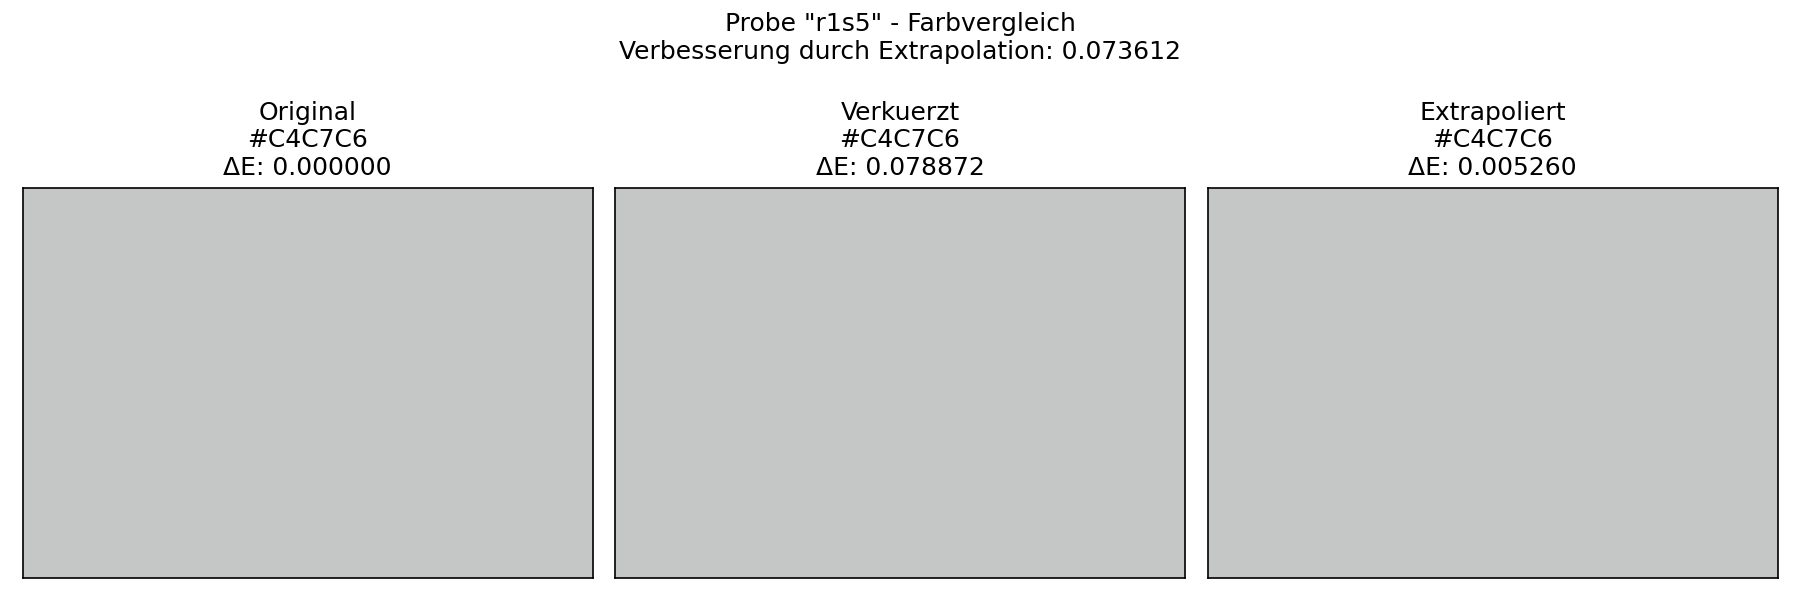 Probe "r1s5" - Farbvergleich
Verbesserung durch Extrapolation: 0.073612
Original
#C4C7C6
ΔE: 0.000000
Verkuerzt
#C4C7C6
ΔE: 0.078872
Extrapoliert
#C4C7C6
ΔE: 0.005260